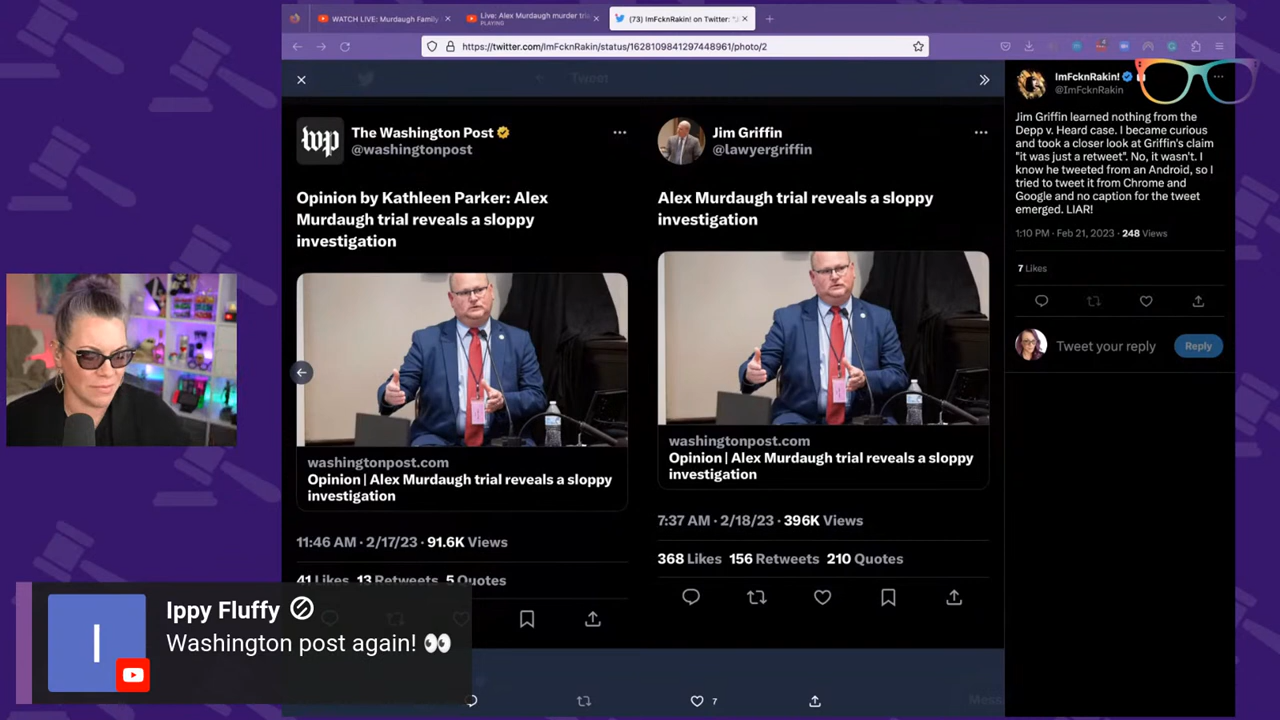 WATCH LIVE: Murdaugh Family
Live: Alex Murdaugh murder tri
PLAYING
(73) ImFcknRakin! on Twitter: "J
https://twitter.com/ImFcknRakin/status/1628109841297448961/photo/2
Tweet
The Washington Post
@washingtonpost
Opinion by Kathleen Parker: Alex
Murdaugh trial reveals a sloppy
investigation
washingtonpost.com
Opinion | Alex Murdaugh trial reveals a sloppy
investigation
11:46 AM · 2/17/23 · 91.6K Views
41 Likes 13 Retweets 5 Quotes
Jim Griffin
@lawyergriffin
Alex Murdaugh trial reveals a sloppy
investigation
washingtonpost.com
Opinion | Alex Murdaugh trial reveals a sloppy
investigation
7:37 AM · 2/18/23 · 396K Views
368 Likes 156 Retweets 210 Quotes
7
ImFcknRakin!
@ImFcknRakin
Jim Griffin learned nothing from the
Depp v. Heard case. I became curious
and took a closer look at Griffin's claim
"it was just a retweet". No, it wasn't. I
know he tweeted from an Android, so I
tried to tweet it from Chrome and
Google and no caption for the tweet
emerged. LIAR!
1:10 PM · Feb 21, 2023 · 248 Views
7 Likes
Tweet your reply
Reply
I
Ippy Fluffy
Washington post again! 👀